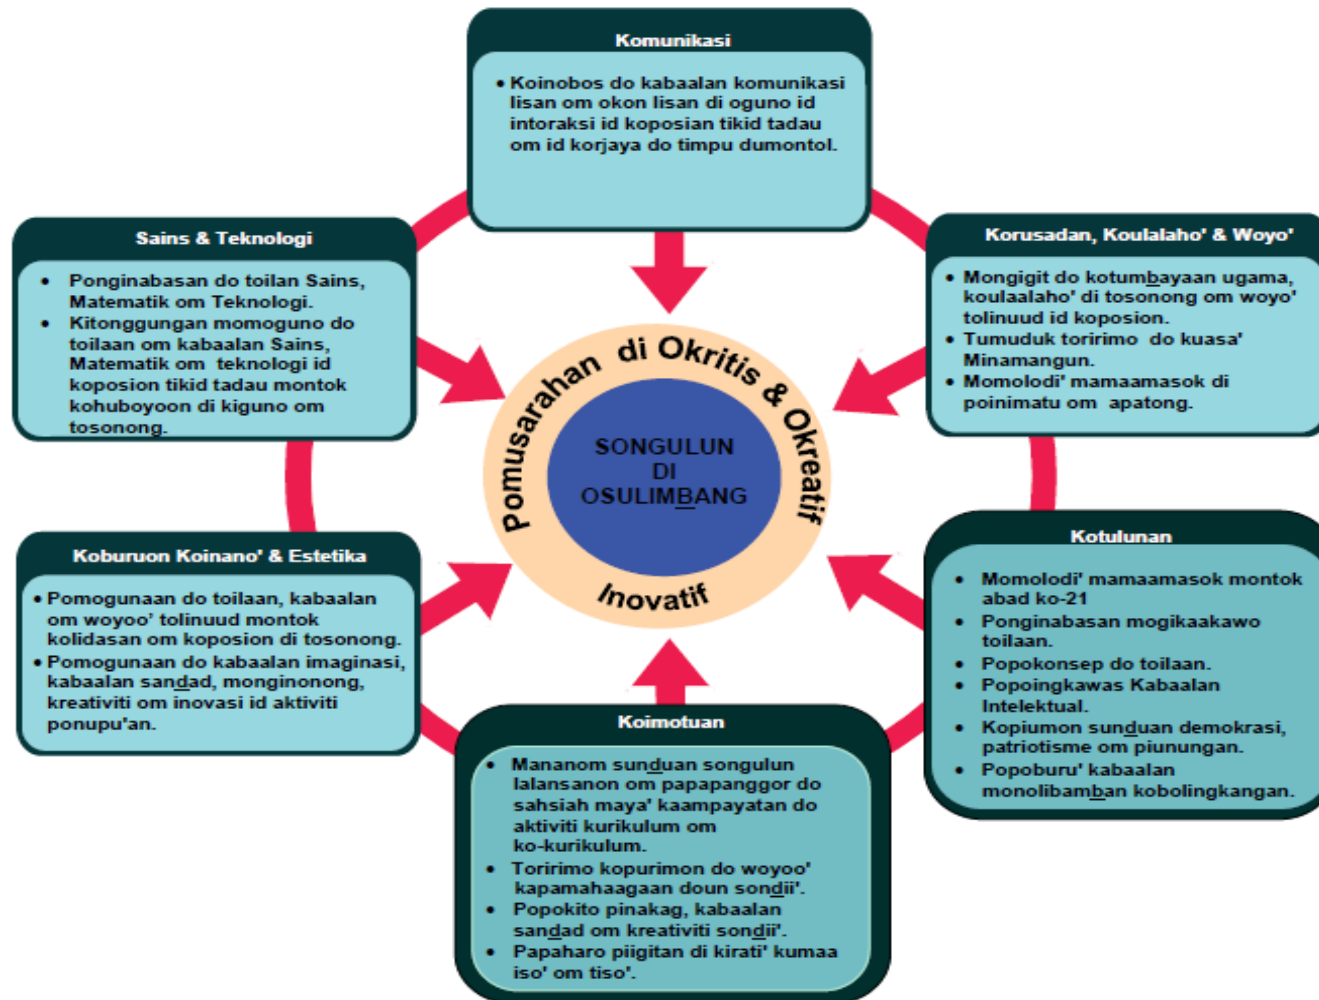 Komunikasi
• Koinobos do kabaalan komunikasi
lisan om okon lisan di oguno id
intoraksi id koposian tikid tadau
om id korjaya do timpu dumontol.
Sains & Teknologi
• Ponginabasan do toilan Sains,
Matematik om Teknologi.
• Kitonggungan momoguno do
toilaan om kabaalan Sains,
Matematik om teknologi id
koposion tikid tadau montok
kohuboyoon di kiguno om
tosonong.
Korusadan, Koulalaho' & Woyo'
• Mongigit do kotumbayaan ugama,
koulaalaho' di tosonong om woyo'
tolinuud id koposion.
• Tumuduk toririmo do kuasa'
Minamangun.
• Momolodi' mamaamasok di
poinimatu om apatong.
Pomusarahan di Okritis & Okreatif
SONGULUN
DI
OSULIMBANG
Inovatif
Koburuon Koinano' & Estetika
• Pomogunaan do toilaan, kabaalan
om woyoo' tolinuud montok
kolidasan om koposion di tosonong.
• Pomogunaan do kabaalan imaginasi,
kabaalan sandad, monginonong,
kreativiti om inovasi id aktiviti
ponupu'an.
Kotulunan
• Momolodi' mamaamasok montok
abad ko-21
• Ponginabasan mogikaakawo
toilaan.
• Popokonsep do toilaan.
• Popoingkawas Kabaalan
Intelektual.
• Kopiumon sunduan demokrasi,
patriotisme om piunungan.
• Popoburu' kabaalan
monolibamban kobolingkangan.
Koimotuan
• Mananom sunduan songulun
lalansanon om papapanggor do
sahsiah maya' kaampayatan do
aktiviti kurikulum om
ko-kurikulum.
• Toririmo kopurimon do woyoo'
kapamahaagaan doun sondii'.
• Popokito pinakag, kabaalan
sandad om kreativiti sondii'.
• Papaharo piigitan di kirati' kumaa
iso' om tiso'.